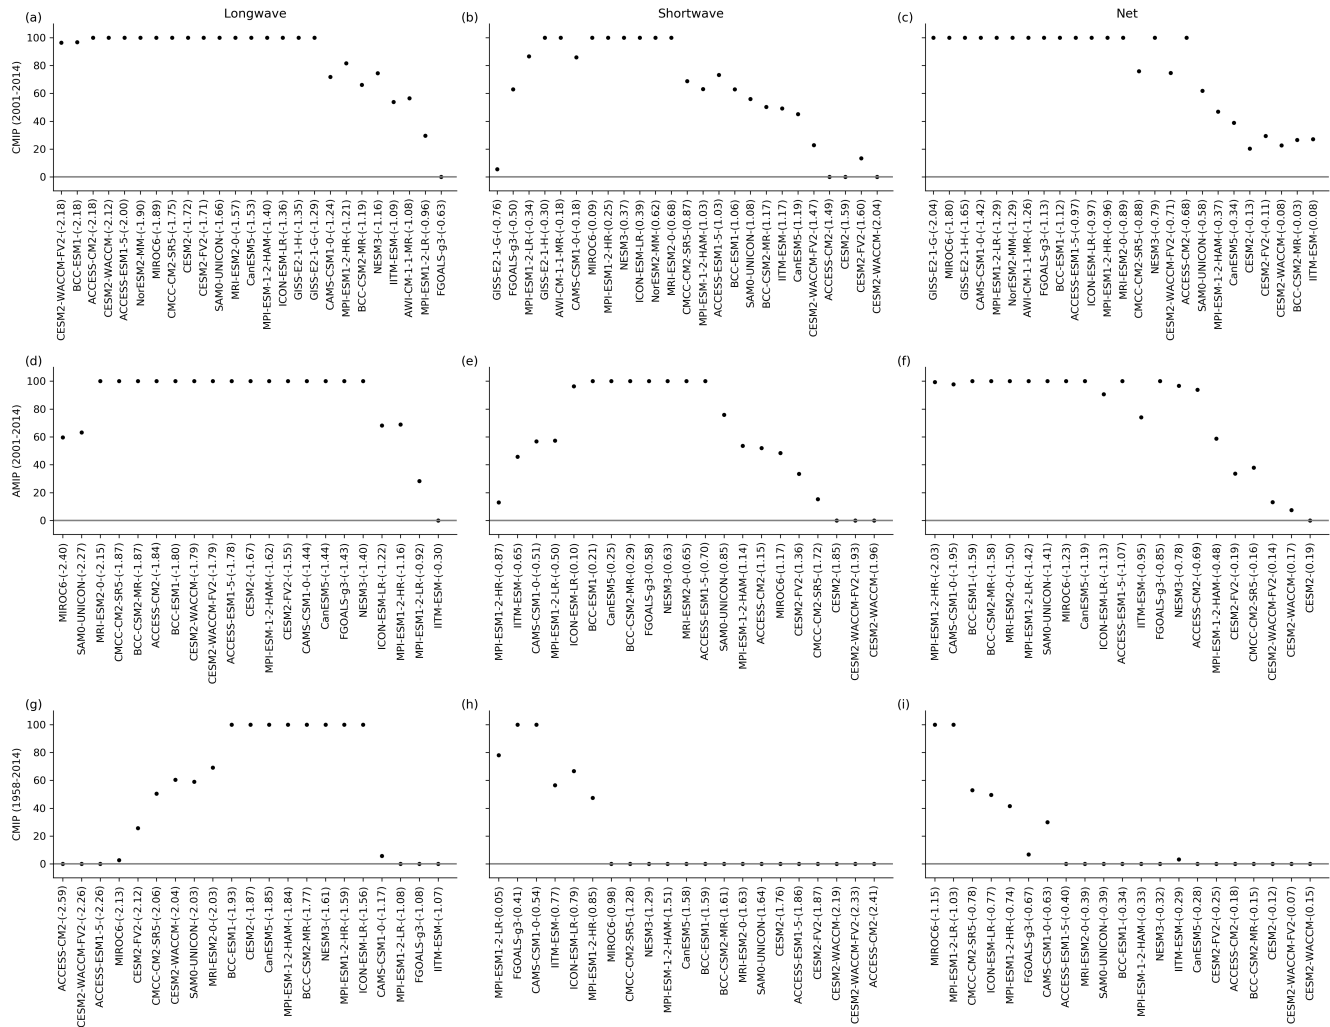 (a)
Longwave
(b)
Shortwave
(c)
Net
CMIP (2001-2014)
100
80
60
40
20
0
CESM2-WACCM-FV2-(-2.18)
BCC-ESM1-(-2.18)
ACCESS-CM2-(-2.18)
CESM2-WACCM-(-2.12)
ACCESS-ESM1-5-(-2.00)
NorESM2-MM-(-1.90)
MIROC6-(-1.89)
CMCC-CM2-SR5-(-1.75)
CESM2-(-1.72)
CESM2-FV2-(-1.71)
SAM0-UNICON-(-1.66)
MRI-ESM2-0-(-1.57)
CanESM5-(-1.53)
MPI-ESM-1-2-HAM-(-1.40)
ICON-ESM-LR-(-1.36)
GISS-E2-1-H-(-1.35)
GISS-E2-1-G-(-1.29)
CAMS-CSM1-0-(-1.24)
MPI-ESM1-2-HR-(-1.21)
BCC-CSM2-MR-(-1.19)
NESM3-(-1.16)
IITM-ESM-(-1.09)
AWI-CM-1-1-MR-(-1.08)
MPI-ESM1-2-LR-(-0.96)
FGOALS-g3-(-0.63)
GISS-E2-1-G-(-0.76)
FGOALS-g3-(-0.50)
MPI-ESM1-2-LR-(-0.34)
GISS-E2-1-H-(0.30)
AWI-CM-1-1-MR-(-0.18)
CAMS-CSM1-0-(0.18)
MIROC6(0.09)
MPI-ESM1-2-HR(0.25)
NESM3(0.37)
ICON-ESM-LR(0.39)
NorESM2-MM(0.62)
MRI-ESM2-0(0.68)
CMCC-CM2-SR5(0.87)
MPI-ESM-1-2-HAM-(1.03)
ACCESS-ESM1-5-(1.03)
BCC-ESM1-(1.06)
SAM0-UNICON(1.08)
BCC-CSM2-MR-(1.17)
IITM-ESM-(1.17)
CanESM5-(1.19)
CESM2-WACCM-FV2(1.47)
ACCESS-CM2-(1.49)
CESM2-(1.59)
CESM2-FV2-(1.60)
CESM2-WACCM(2.04)
GISS-E2-1-G-(-2.04)
MIROC6-(-1.80)
GISS-E2-1-H-(-1.65)
CAMS-CSM1-0-(-1.42)
MPI-ESM1-2-LR-(-1.29)
NorESM2-MM-(-1.29)
AWI-CM-1-1-MR-(-1.26)
FGOALS-g3-(-1.13)
BCC-ESM1-(-1.12)
ACCESS-ESM1-5-(-0.97)
ICON-ESM-LR-(-0.97)
MPI-ESM1-2-HR-(-0.96)
MRI-ESM2-0-(-0.89)
CMCC-CM2-SR5-(-0.88)
NESM3-(-0.79)
CESM2-WACCM-FV2-(-0.71)
ACCESS-CM2-(-0.68)
SAM0-UNICON-(-0.58)
MPI-ESM-1-2-HAM-(-0.37)
CanESM5-(-0.34)
CESM2-(-0.13)
CESM2-FV2-(-0.11)
CESM2-WACCM-(-0.08)
BCC-CSM2-MR-(-0.03)
IITM-ESM-(0.08)
(d)
(e)
(f)
AMIP (2001-2014)
100
80
60
40
20
0
MIROC6-(-2.40)
SAM0-UNICON-(-2.27)
MRI-ESM2-0-(-2.15)
CMCC-CM2-SR5-(-1.87)
BCC-CSM2-MR-(-1.87)
ACCESS-CM2-(-1.84)
BCC-ESM1-(-1.80)
CESM2-WACCM-(-1.79)
CESM2-WACCM-FV2-(-1.79)
ACCESS-ESM1-5-(-1.78)
CESM2-(-1.67)
MPI-ESM-1-2-HAM-(-1.62)
CESM2-FV2-(-1.55)
CAMS-CSM1-0-(-1.44)
CanESM5-(-1.44)
FGOALS-g3-(-1.43)
NESM3-(-1.40)
ICON-ESM-LR-(-1.22)
MPI-ESM1-2-HR-(-1.16)
MPI-ESM1-2-LR-(-0.92)
IITM-ESM-(-0.30)
MPI-ESM1-2-HR-(-0.87)
IITM-ESM-(-0.65)
CAMS-CSM1-0-(-0.51)
MPI-ESM1-2-LR-(-0.50)
ICON-ESM-LR-(0.10)
BCC-ESM1(0.21)
CanESM5(0.25)
BCC-CSM2-MR(0.29)
FGOALS-g3(0.58)
NESM3(0.63)
MRI-ESM2-0(0.65)
ACCESS-ESM1-5-(0.70)
SAM0-UNICON(0.85)
MPI-ESM-1-2-HAM(1.14)
ACCESS-CM2-(1.15)
MIROC6(1.17)
CESM2-FV2-(1.36)
CMCC-CM2-SR5(1.72)
CESM2(1.85)
CESM2-WACCM-FV2(1.93)
CESM2-WACCM(1.96)
MPI-ESM1-2-HR-(-2.03)
CAMS-CSM1-0-(-1.95)
BCC-ESM1-(-1.59)
BCC-CSM2-MR-(-1.58)
MRI-ESM2-0-(-1.50)
MPI-ESM1-2-LR-(-1.42)
SAM0-UNICON-(-1.41)
MIROC6-(-1.23)
CanESM5-(-1.19)
ICON-ESM-LR-(-1.13)
ACCESS-ESM1-5-(-1.07)
IITM-ESM-(-0.95)
FGOALS-g3-(-0.85)
NESM3-(-0.78)
ACCESS-CM2-(-0.69)
MPI-ESM-1-2-HAM-(-0.48)
CESM2-FV2-(-0.19)
CMCC-CM2-SR5-(-0.16)
CESM2-WACCM-FV2-(0.14)
CESM2-WACCM-(0.17)
CESM2-(0.19)
(g)
(h)
(i)
CMIP (1958-2014)
100
80
60
40
20
0
ACCESS-CM2-(-2.59)
CESM2-WACCM-FV2-(-2.26)
ACCESS-ESM1-5-(-2.26)
MIROC6-(-2.13)
CESM2-FV2-(-2.12)
CMCC-CM2-SR5-(-2.06)
CESM2-WACCM-(-2.04)
SAM0-UNICON-(-2.03)
MRI-ESM2-0-(-2.03)
BCC-ESM1-(-1.93)
CESM2-(-1.87)
CanESM5-(-1.85)
MPI-ESM-1-2-HAM-(-1.84)
BCC-CSM2-MR-(-1.77)
NESM3-(-1.61)
MPI-ESM1-2-HR-(-1.59)
ICON-ESM-LR-(-1.56)
CAMS-CSM1-0-(-1.17)
MPI-ESM1-2-LR-(-1.08)
FGOALS-g3-(-1.08)
IITM-ESM-(-1.07)
MPI-ESM1-2-LR-(0.05)
FGOALS-g3-(0.41)
CAMS-CSM1-0-(0.54)
IITM-ESM-(0.77)
ICON-ESM-LR-(0.79)
MPI-ESM1-2-HR-(0.85)
MIROC6(0.98)
CMCC-CM2-SR5-(1.28)
NESM3-(1.29)
MPI-ESM-1-2-HAM-(1.51)
CanESM5-(1.58)
BCC-ESM1-(1.59)
BCC-CSM2-MR-(1.61)
MRI-ESM2-0-(1.63)
SAM0-UNICON-(1.64)
CESM2-(1.76)
ACCESS-ESM1-5-(1.86)
CESM2-FV2-(1.87)
CESM2-WACCM-(2.19)
CESM2-WACCM-FV2-(2.33)
ACCESS-CM2-(2.41)
MIROC6-(-1.15)
MPI-ESM1-2-LR-(-1.03)
CMCC-CM2-SR5-(-0.78)
ICON-ESM-LR-(-0.77)
MPI-ESM1-2-HR-(-0.74)
FGOALS-g3-(-0.67)
CAMS-CSM1-0-(-0.63)
ACCESS-ESM1-5-(-0.40)
MRI-ESM2-0-(-0.39)
SAM0-UNICON-(-0.39)
BCC-ESM1-(-0.34)
MPI-ESM-1-2-HAM-(-0.33)
NESM3-(-0.32)
IITM-ESM-(-0.29)
CanESM5-(-0.28)
CESM2-FV2-(-0.25)
ACCESS-CM2-(-0.18)
BCC-CSM2-MR-(-0.15)
CESM2-(-0.12)
CESM2-WACCM-FV2-(-0.07)
CESM2-WACCM-(0.15)